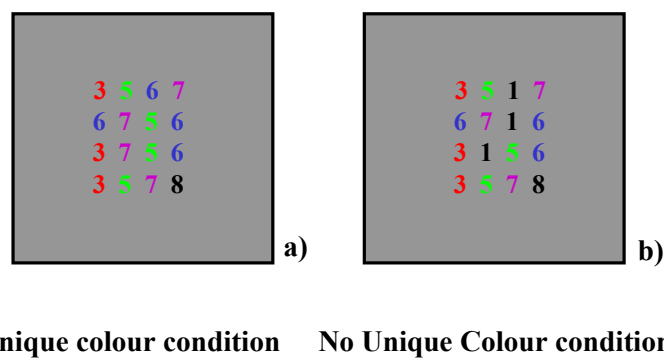 3 5 6 7
6 7 5 6
3 7 5 6
3 5 7 8
a)
3 5 1 7
6 7 1 6
3 1 5 6
3 5 7 8
b)
nique colour condition
No Unique Colour condition